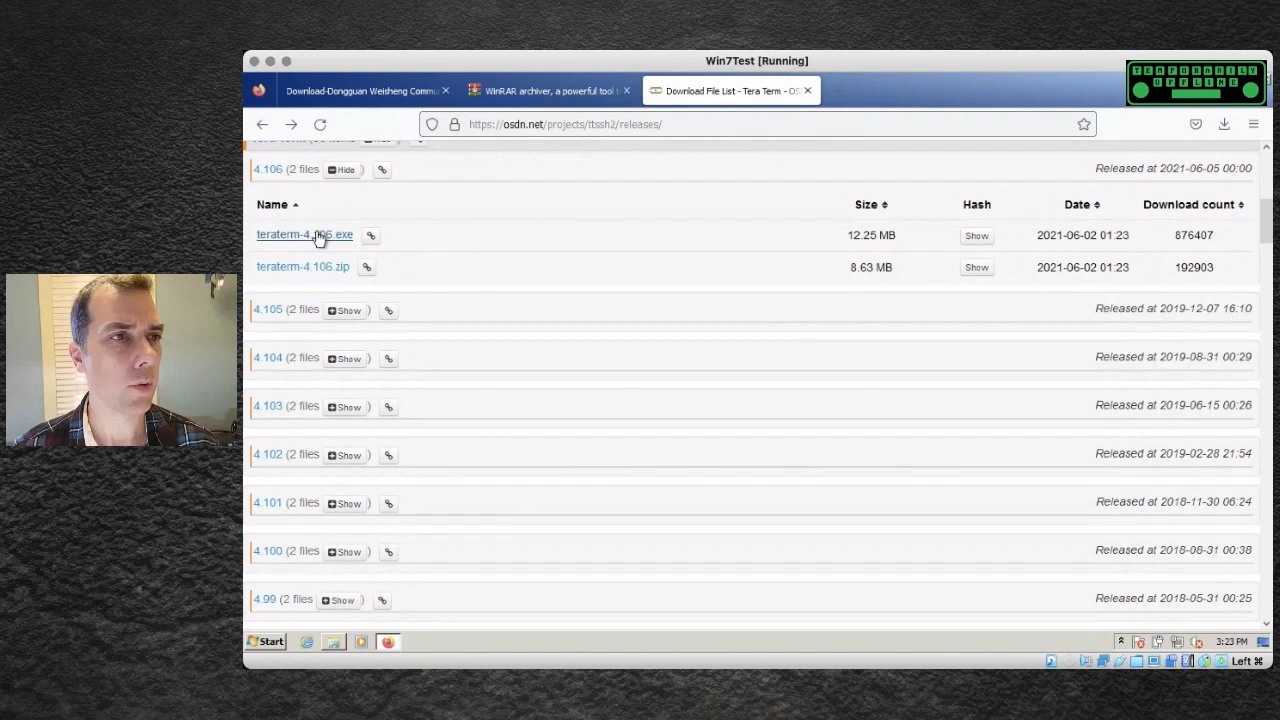 Win7Test [Running]
TEMPORARILY
OFFLINE
Download-Dongguan Weisheng Commu
WinRAR archiver, a powerful tool t
Download File List - Tera Term - OS
https://osdn.net/projects/ttssh2/releases/
4.106 (2 files Hide )
Released at 2021-06-05 00:00
Name Size Hash Date Download count
teraterm-4.106.exe 12.25 MB Show 2021-06-02 01:23 876407
teraterm-4.106.zip 8.63 MB Show 2021-06-02 01:23 192903
4.105 (2 files Show ) Released at 2019-12-07 16:10
4.104 (2 files Show ) Released at 2019-08-31 00:29
4.103 (2 files Show ) Released at 2019-06-15 00:26
4.102 (2 files Show ) Released at 2019-02-28 21:54
4.101 (2 files Show ) Released at 2018-11-30 06:24
4.100 (2 files Show ) Released at 2018-08-31 00:38
4.99 (2 files Show ) Released at 2018-05-31 00:25
Start
3:23 PM
Left ⌘